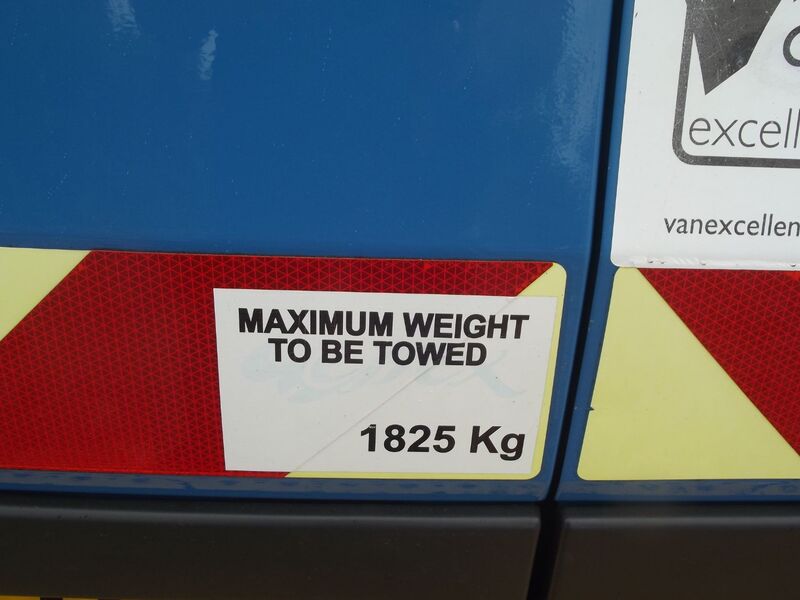 MAXIMUM WEIGHT
TO BE TOWED
1825 Kg
excell
vanexcellen